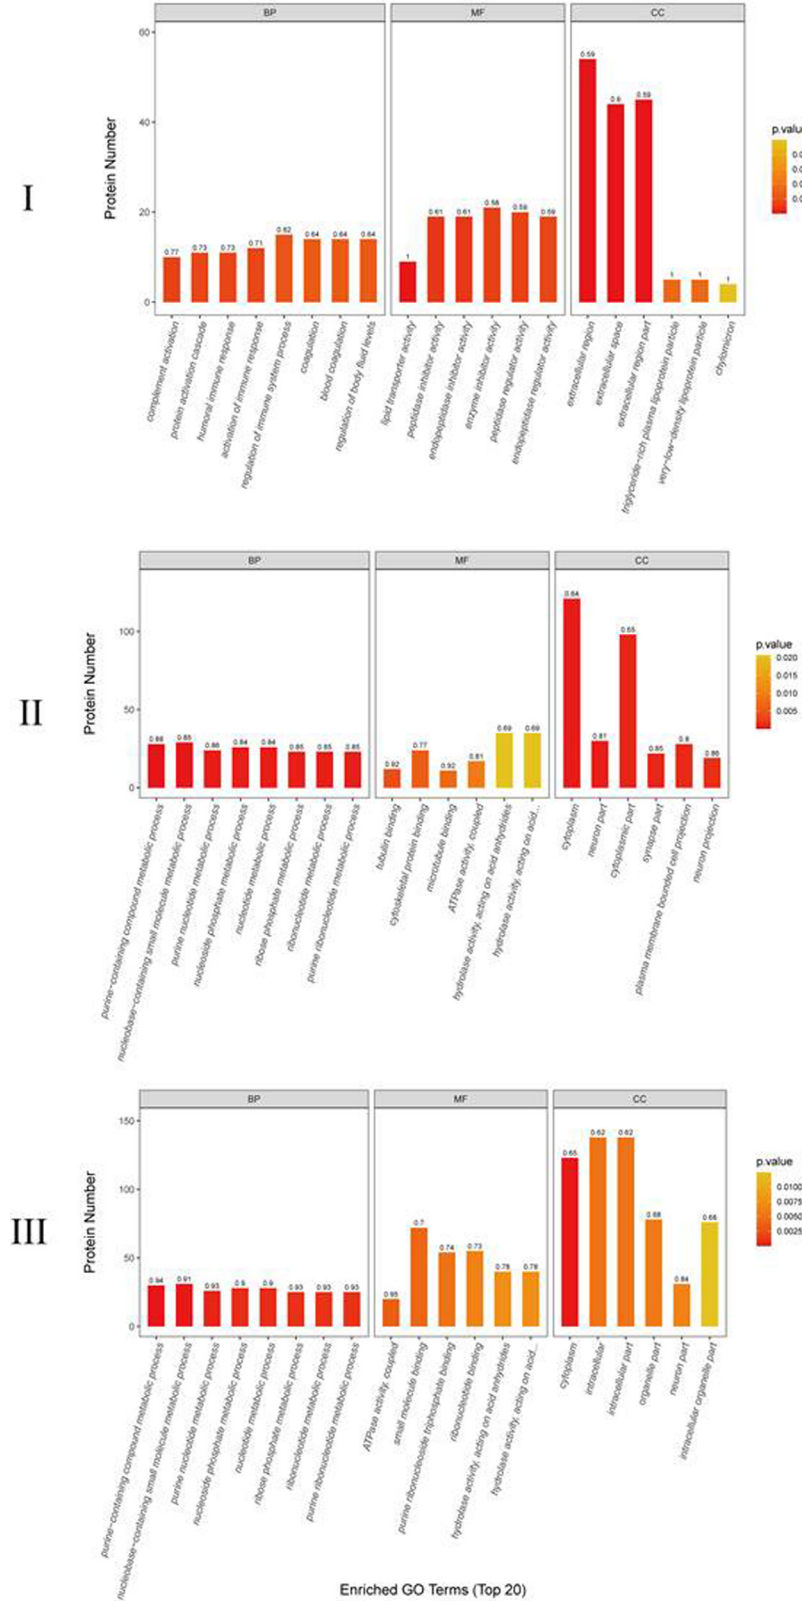 I
BP
MF
CC
Protein Number
60
40
20
0
0.77
0.73
0.73
0.71
0.62
0.64
0.64
0.64
1
0.61
0.61
0.58
0.59
0.59
0.59
0.6
0.59
1
1
1
complement activation
protein activation cascade
humoral immune response
activation of immune response
regulation of immune system process
coagulation
blood coagulation
regulation of body fluid levels
lipid transporter activity
peptidase inhibitor activity
endopeptidase inhibitor activity
enzyme inhibitor activity
peptidase regulator activity
endopeptidase regulator activity
extracellular region
extracellular space
extracellular region part
triglyceride-rich plasma lipoprotein particle
very-low-density lipoprotein particle
chylomicron
p.valu
0.0
0.0
0.0
0.0
II
BP
MF
CC
Protein Number
100
50
0
0.85
0.84
0.84
0.85
0.85
0.85
0.92
0.77
0.92
0.81
0.69
0.69
0.64
0.81
0.65
0.85
0.8
0.86
purine-containing compound metabolic process
nucleobase-containing small molecule metabolic process
purine nucleotide metabolic process
nucleoside phosphate metabolic process
nucleotide metabolic process
ribose phosphate metabolic process
ribonucleotide metabolic process
purine ribonucleotide metabolic process
tubulin binding
cytoskeletal protein binding
microtubule binding
ATPase activity, coupled
hydrolase activity, acting on acid anhydrides
hydrolase activity, acting on acid...
cytoplasm
neuron part
cytoplasmic part
synapse part
plasma membrane bounded cell projection
neuron projection
p.value
0.020
0.015
0.010
0.005
III
BP
MF
CC
Protein Number
150
100
50
0
0.94
0.91
0.93
0.9
0.9
0.93
0.93
0.93
0.95
0.7
0.74
0.73
0.78
0.78
0.65
0.62
0.62
0.68
0.84
0.66
purine-containing compound metabolic process
nucleobase-containing small molecule metabolic process
purine nucleotide metabolic process
nucleoside phosphate metabolic process
nucleotide metabolic process
ribose phosphate metabolic process
ribonucleotide metabolic process
purine ribonucleotide metabolic process
ATPase activity, coupled
small molecule binding
purine ribonucleoside triphosphate binding
ribonucleotide binding
hydrolase activity, acting on acid anhydrides
hydrolase activity, acting on acid...
cytoplasm
intracellular
intracellular part
organelle part
neuron part
intracellular organelle part
p.value
0.0100
0.0075
0.0050
0.0025
Enriched GO Terms (Top 20)